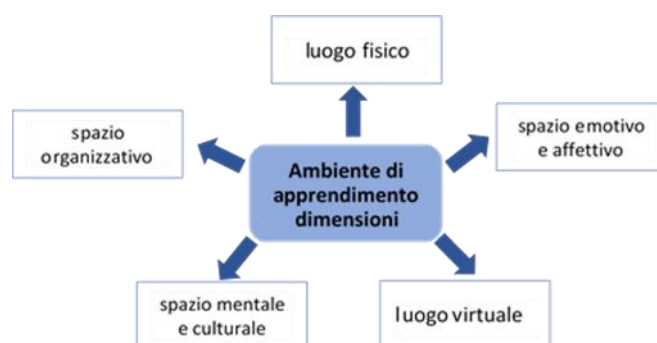 luogo fisico
spazio
organizzativo
spazio emotivo
e affettivo
Ambiente di
apprendimento
dimensioni
spazio mentale
e culturale
luogo virtuale